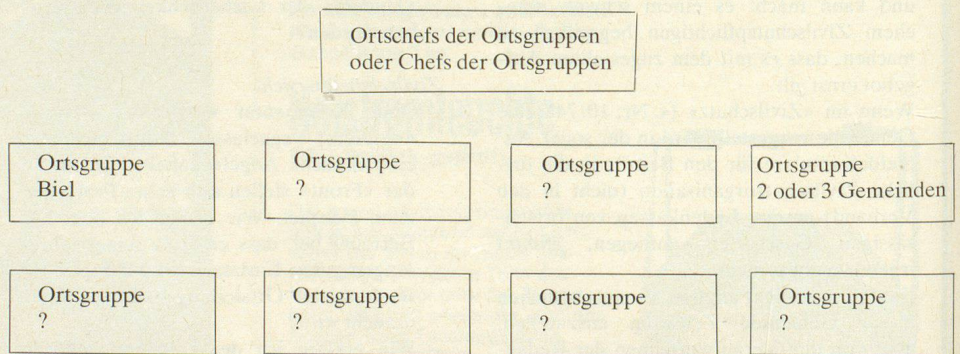 Ortschefs der Ortsgruppen
oder Chefs der Ortsgruppen
Ortsgruppe
Biel
Ortsgruppe
?
Ortsgruppe
?
Ortsgruppe
2 oder 3 Gemeinden
Ortsgruppe
?
Ortsgruppe
?
Ortsgruppe
?
Ortsgruppe
?